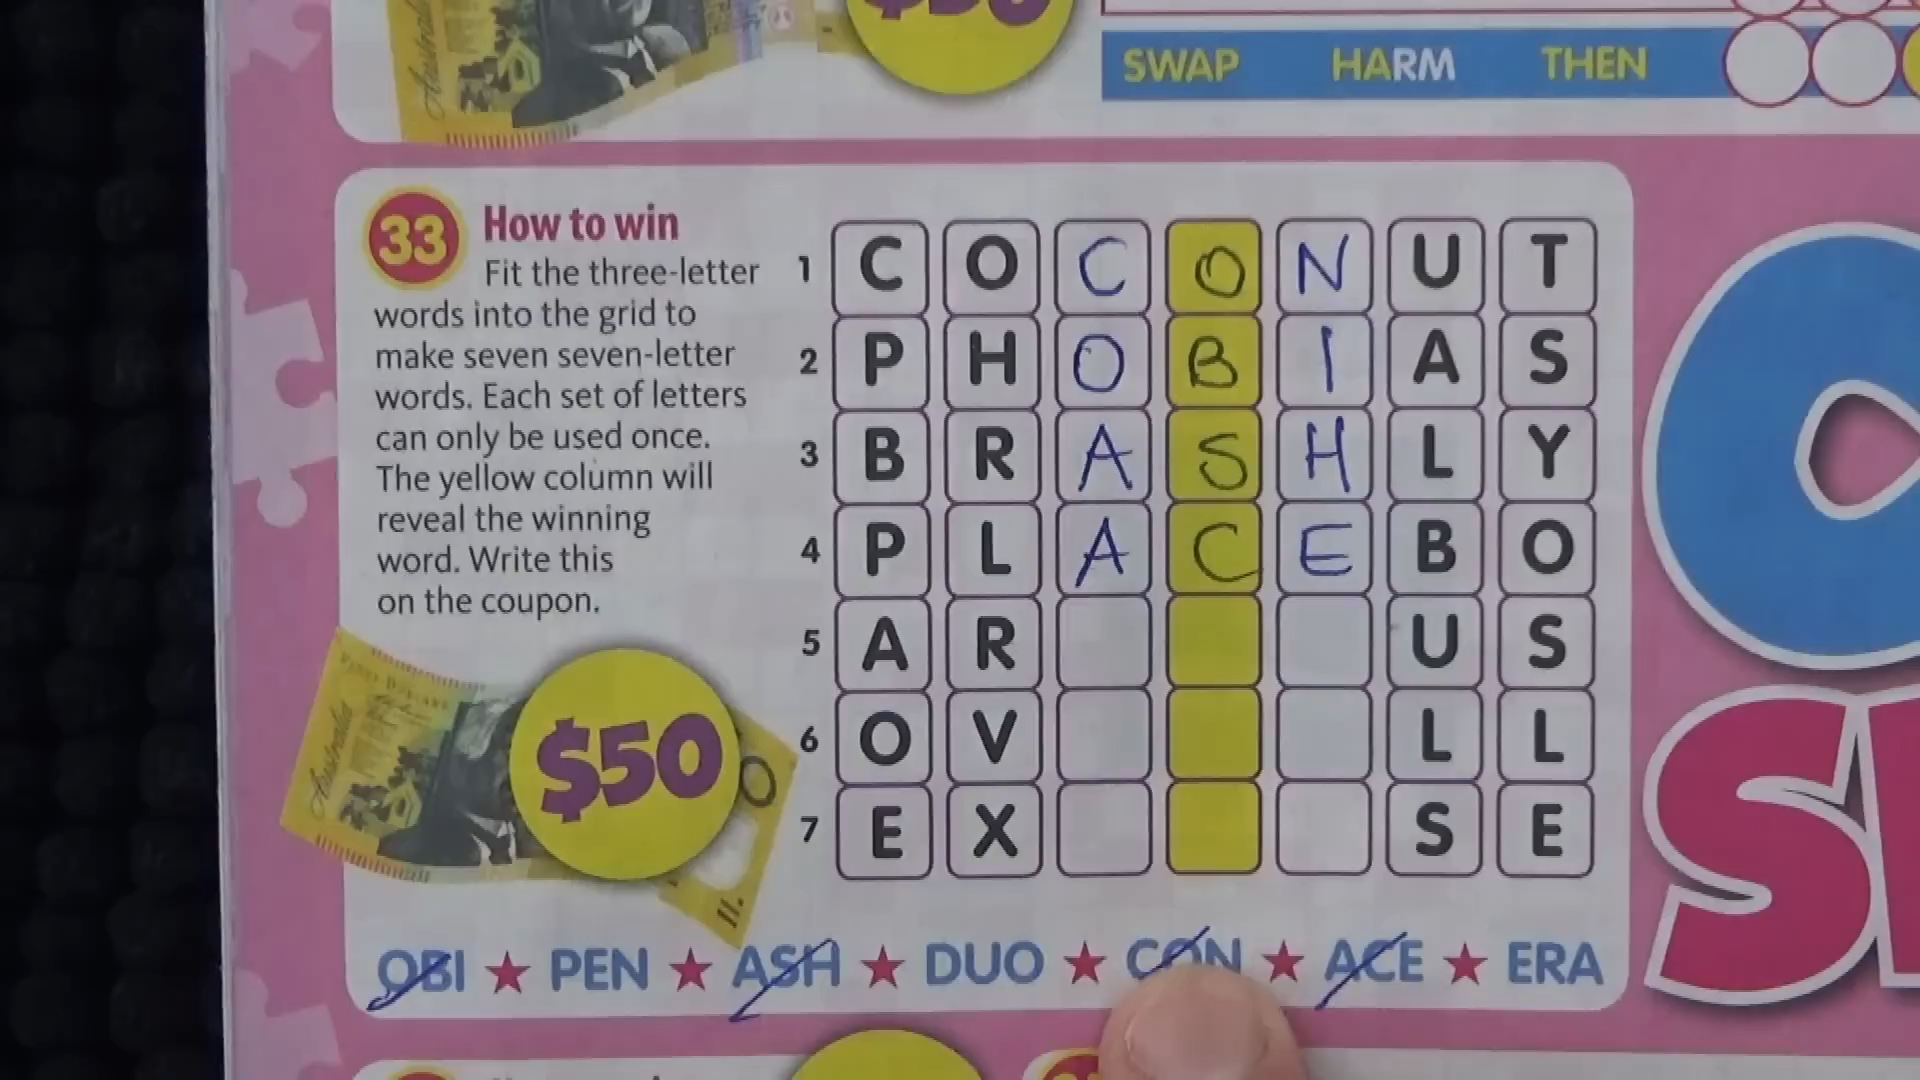 $50
SWAP HARM THEN
33 How to win
Fit the three-letter
words into the grid to
make seven seven-letter
words. Each set of letters
can only be used once.
The yellow column will
reveal the winning
word. Write this
on the coupon.
Australia
$50
1 C O C O N U T
2 P H O B I A S
3 B R A S H L Y
4 P L A C E B O
5 A R U S
6 O V L L
7 E X S E
OBI ★ PEN ★ ASH ★ DUO ★ CON ★ ACE ★ ERA